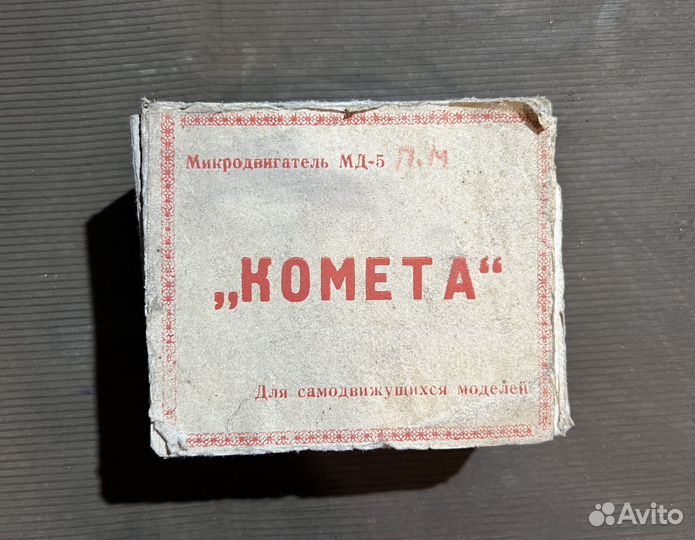 Микродвигатель МД-5 П.М
„КОМЕТА“
Для самодвижущихся моделей
Avito